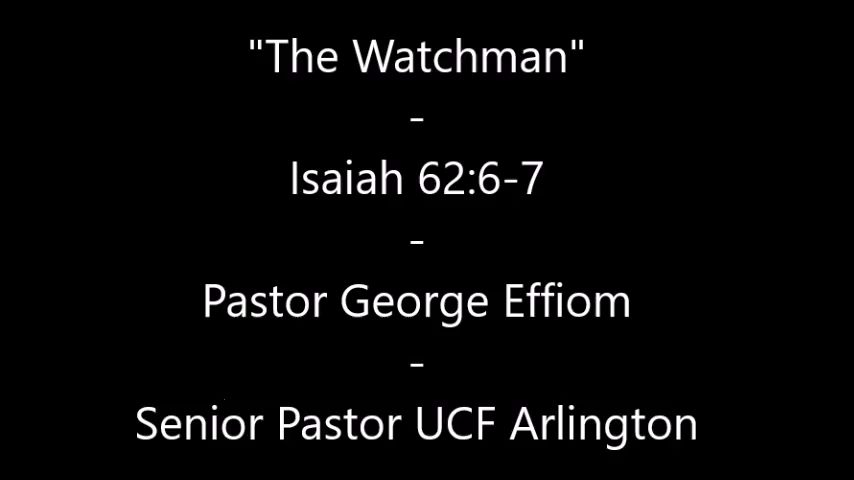 "The Watchman"
-
Isaiah 62:6-7
-
Pastor George Effiom
-
Senior Pastor UCF Arlington